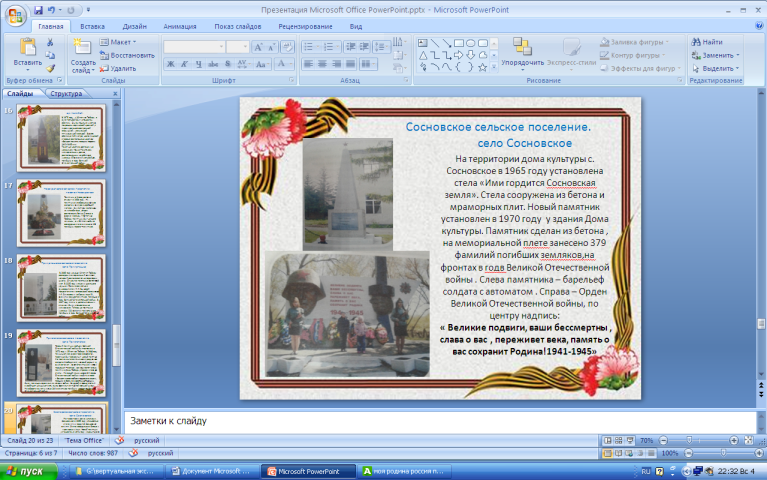 Презентация Microsoft Office PowerPoint.pptx - Microsoft PowerPoint
Главная Вставка Дизайн Анимация Показ слайдов Рецензирование Вид
Вставить
Создать слайд
Макет
Восстановить
Удалить
Упорядочить
Экспресс-стили
Заливка фигуры
Контур фигуры
Эффекты для фигур
Найти
Заменить
Выделить
Буфер обмена Слайды Шрифт Абзац Рисование Редактирование
Слайды Структура
16
17
18
19
20
Сосновское сельское поселение.
село Сосновское
На территории дома культуры с.
Сосновское в 1965 году установлена
стела «Ими гордится Сосновская
земля». Стела сооружена из бетона и
мраморных плит. Новый памятник
установлен в 1970 году у здания Дома
культуры. Памятник сделан из бетона ,
на мемориальной плете занесено 379
фамилий погибших земляков,на
фронтах в годв Великой Отечественной
войны . Слева памятника – барельеф
солдата с автоматом . Справа – Орден
Великой Отечественной войны, по
центру надпись:
« Великие подвиги, ваши бессмертны ,
слава о вас , переживет века, память о
вас сохранит Родина!1941-1945»
Заметки к слайду
Слайд 20 из 23 "Тема Office" русский 70%
Страница: 6 из 7 Число слов: 987 русский 100%
пуск G:\виртуальная экс... Документ Microsoft ... Microsoft PowerPoint моя родина россия п... RU 22:32 Вс 4